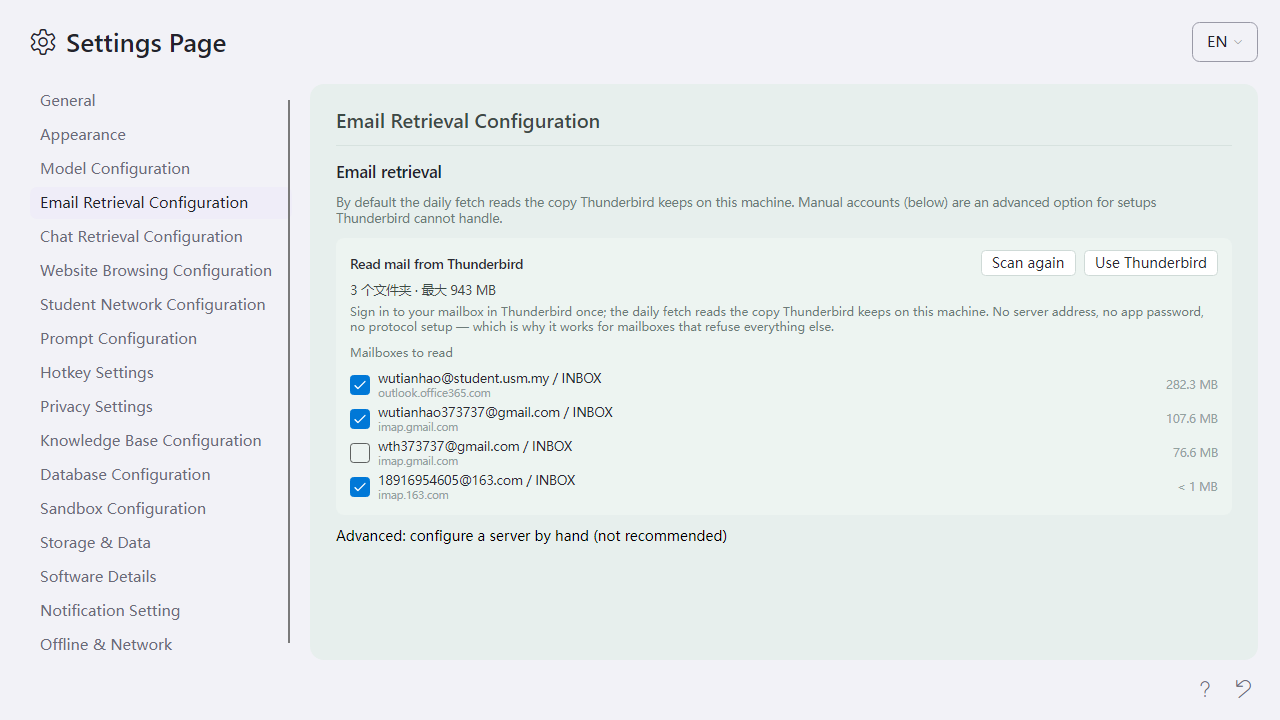 Settings Page
EN
General
Appearance
Model Configuration
Email Retrieval Configuration
Chat Retrieval Configuration
Website Browsing Configuration
Student Network Configuration
Prompt Configuration
Hotkey Settings
Privacy Settings
Knowledge Base Configuration
Database Configuration
Sandbox Configuration
Storage & Data
Software Details
Notification Setting
Offline & Network
Email Retrieval Configuration
Email retrieval
By default the daily fetch reads the copy Thunderbird keeps on this machine. Manual accounts (below) are an advanced option for setups
Thunderbird cannot handle.
Read mail from Thunderbird
Scan again
Use Thunderbird
3 个文件夹 · 最大 943 MB
Sign in to your mailbox in Thunderbird once; the daily fetch reads the copy Thunderbird keeps on this machine. No server address, no app password,
no protocol setup — which is why it works for mailboxes that refuse everything else.
Mailboxes to read
wutianhao@student.usm.my / INBOX
outlook.office365.com
282.3 MB
wutianhao373737@gmail.com / INBOX
imap.gmail.com
107.6 MB
wth373737@gmail.com / INBOX
imap.gmail.com
76.6 MB
18916954605@163.com / INBOX
imap.163.com
< 1 MB
Advanced: configure a server by hand (not recommended)
?